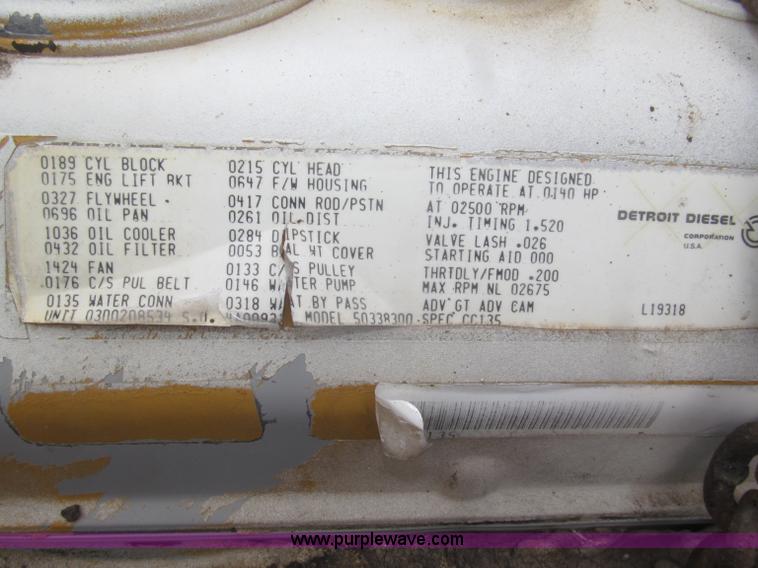 0189 CYL BLOCK
0175 ENG LIFT BKT
0327 FLYWHEEL
0696 OIL PAN
1036 OIL COOLER
0432 OIL FILTER
1424 FAN
0176 C/S PUL BELT
0135 WATER CONN
0215 CYL HEAD
0647 F/W HOUSING
0417 CONN ROD/PSTN
0261 OIL DIST
0284 DIPSTICK
0053 BAL WT COVER
0133 C/S PULLEY
0146 WATER PUMP
0318 WAT BY PASS
UNIT 0300208534 S.O. MODEL 50338300 SPEC CC135
THIS ENGINE DESIGNED
TO OPERATE AT 0140 HP
AT 02500 RPM
INJ. TIMING 1.520
VALVE LASH .026
STARTING AID 000
THRTDLY/FMOD .200
MAX RPM NL 02675
ADV GT ADV CAM
DETROIT DIESEL
CORPORATION
U.S.A.
L19318
www.purplewave.com